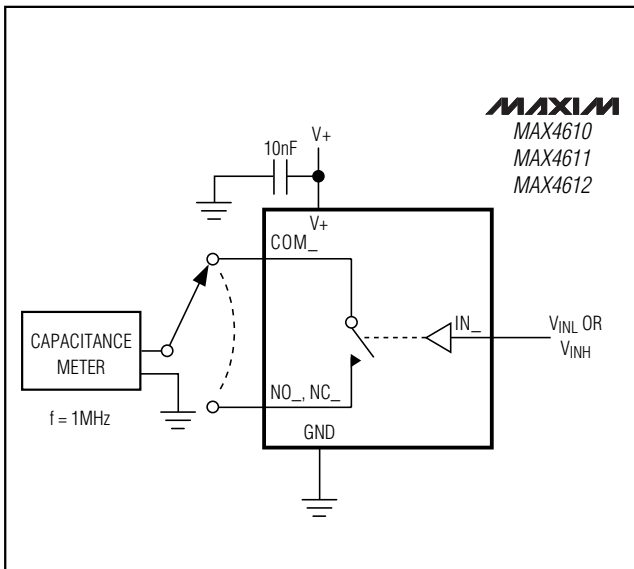 MAXIM
MAX4610
MAX4611
MAX4612
V+
10nF
V+
COM_
IN_
V_INL OR
V_INH
CAPACITANCE
METER
NO_, NC_
f = 1MHz
GND